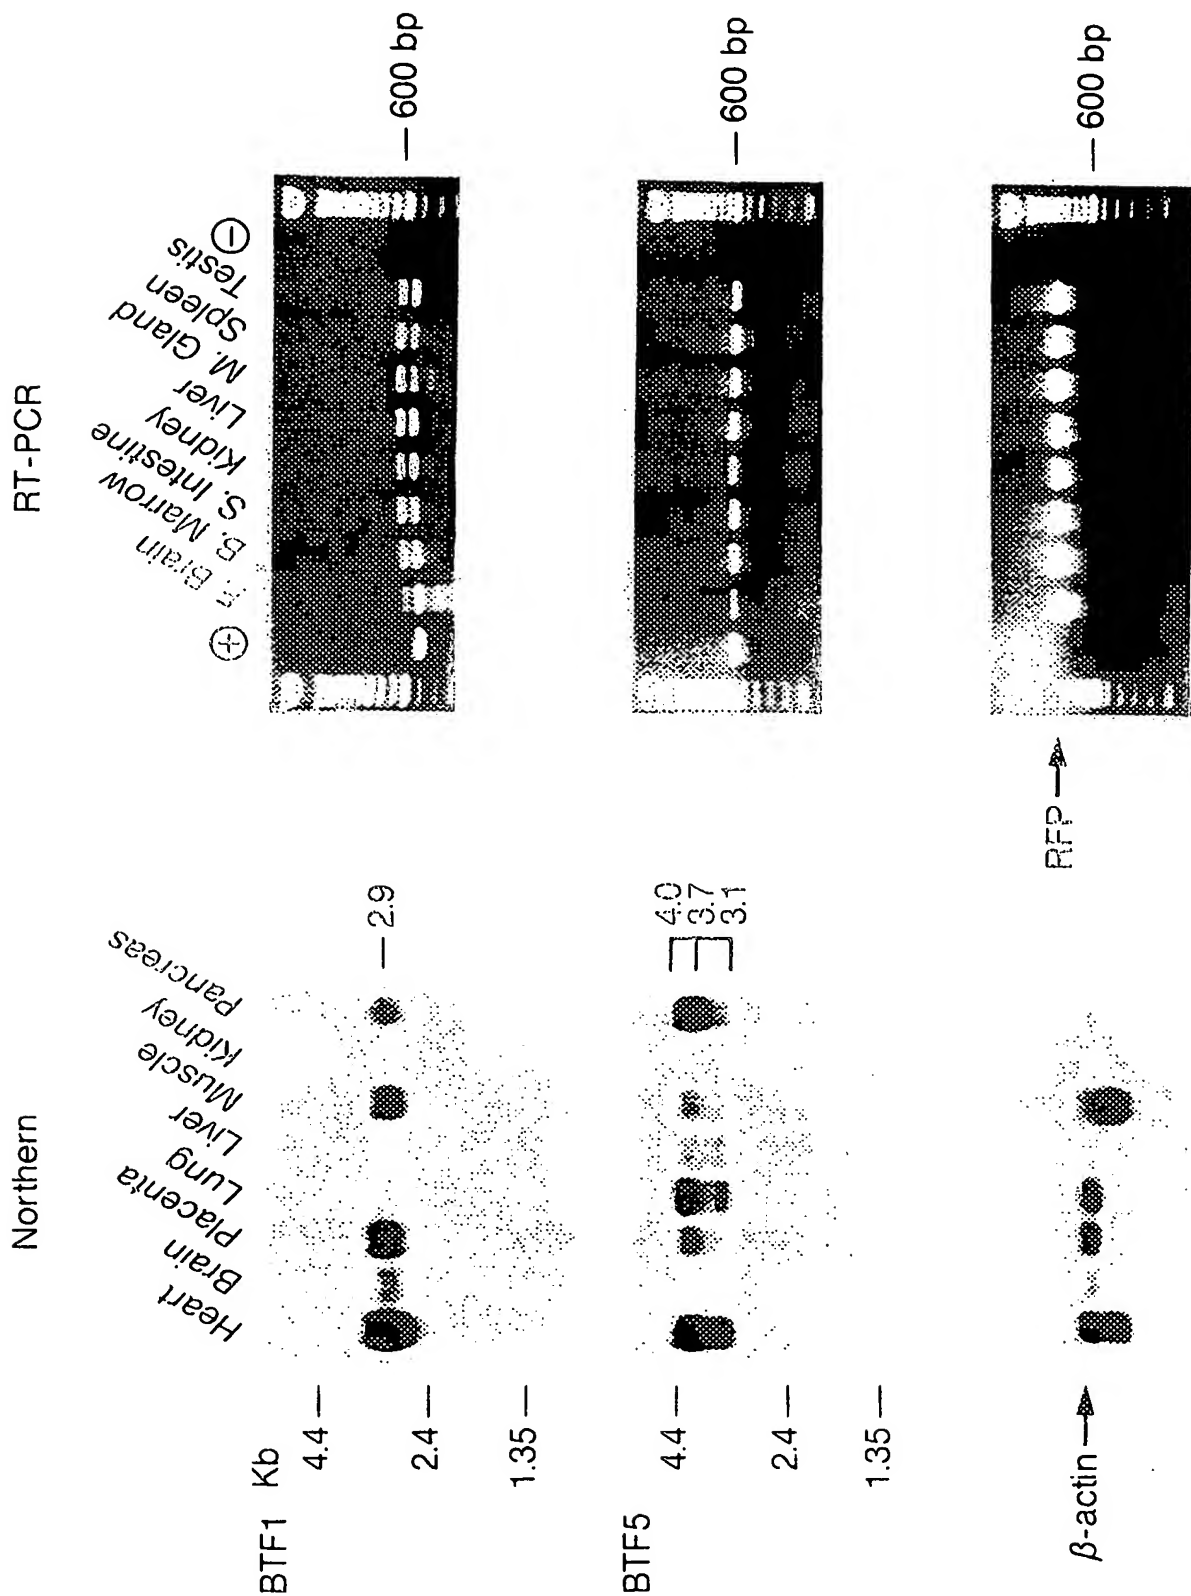 Northern
RT-PCR
Heart
Brain
Placenta
Lung
Liver
Muscle
Kidney
Pancreas
+
F. Brain
B. Marrow
S. Intestine
Kidney
Liver
M. Gland
Spleen
Testis
−
BTF1
Kb
4.4 —
2.4 —
1.35 —
— 2.9
— 600 bp
BTF5
4.4 —
2.4 —
1.35 —
4.0
3.7
3.1
— 600 bp
β-actin
RFP
— 600 bp